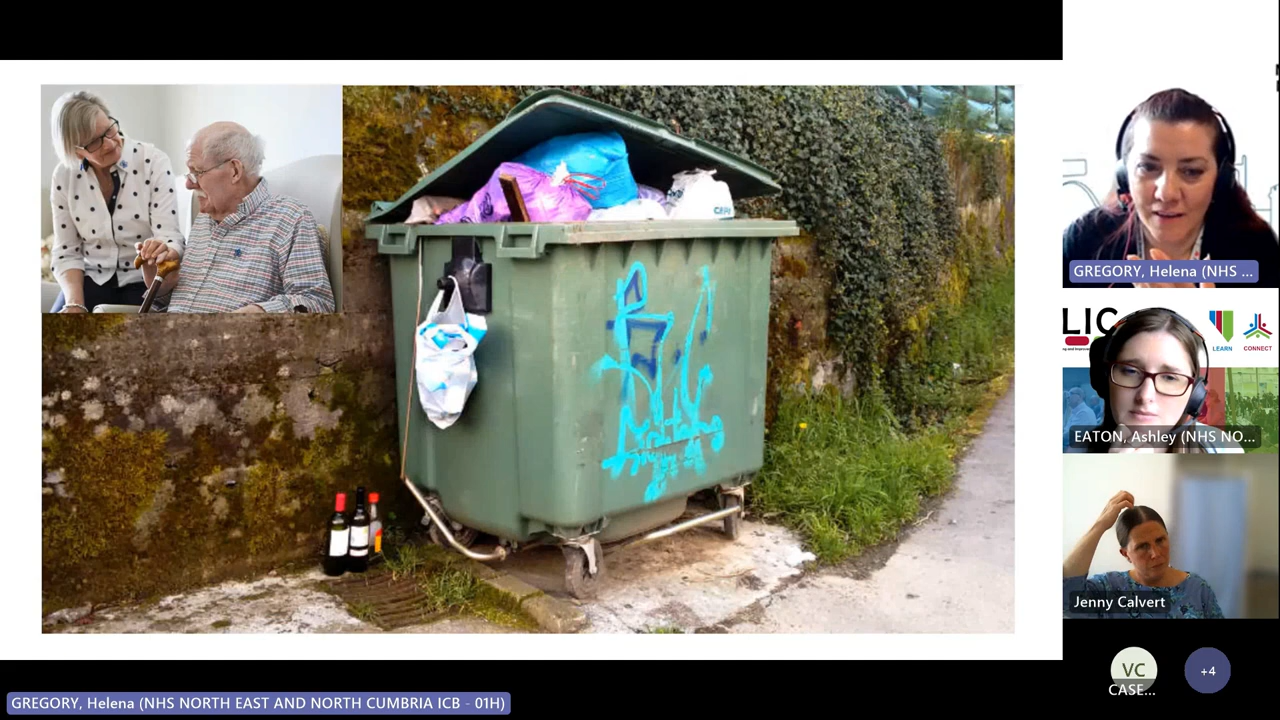 GREGORY, Helena (NHS ...
LIC
LEARN
CONNECT
EATON, Ashley (NHS NO...
Jenny Calvert
VC
CASE...
+4
GREGORY, Helena (NHS NORTH EAST AND NORTH CUMBRIA ICB - 01H)